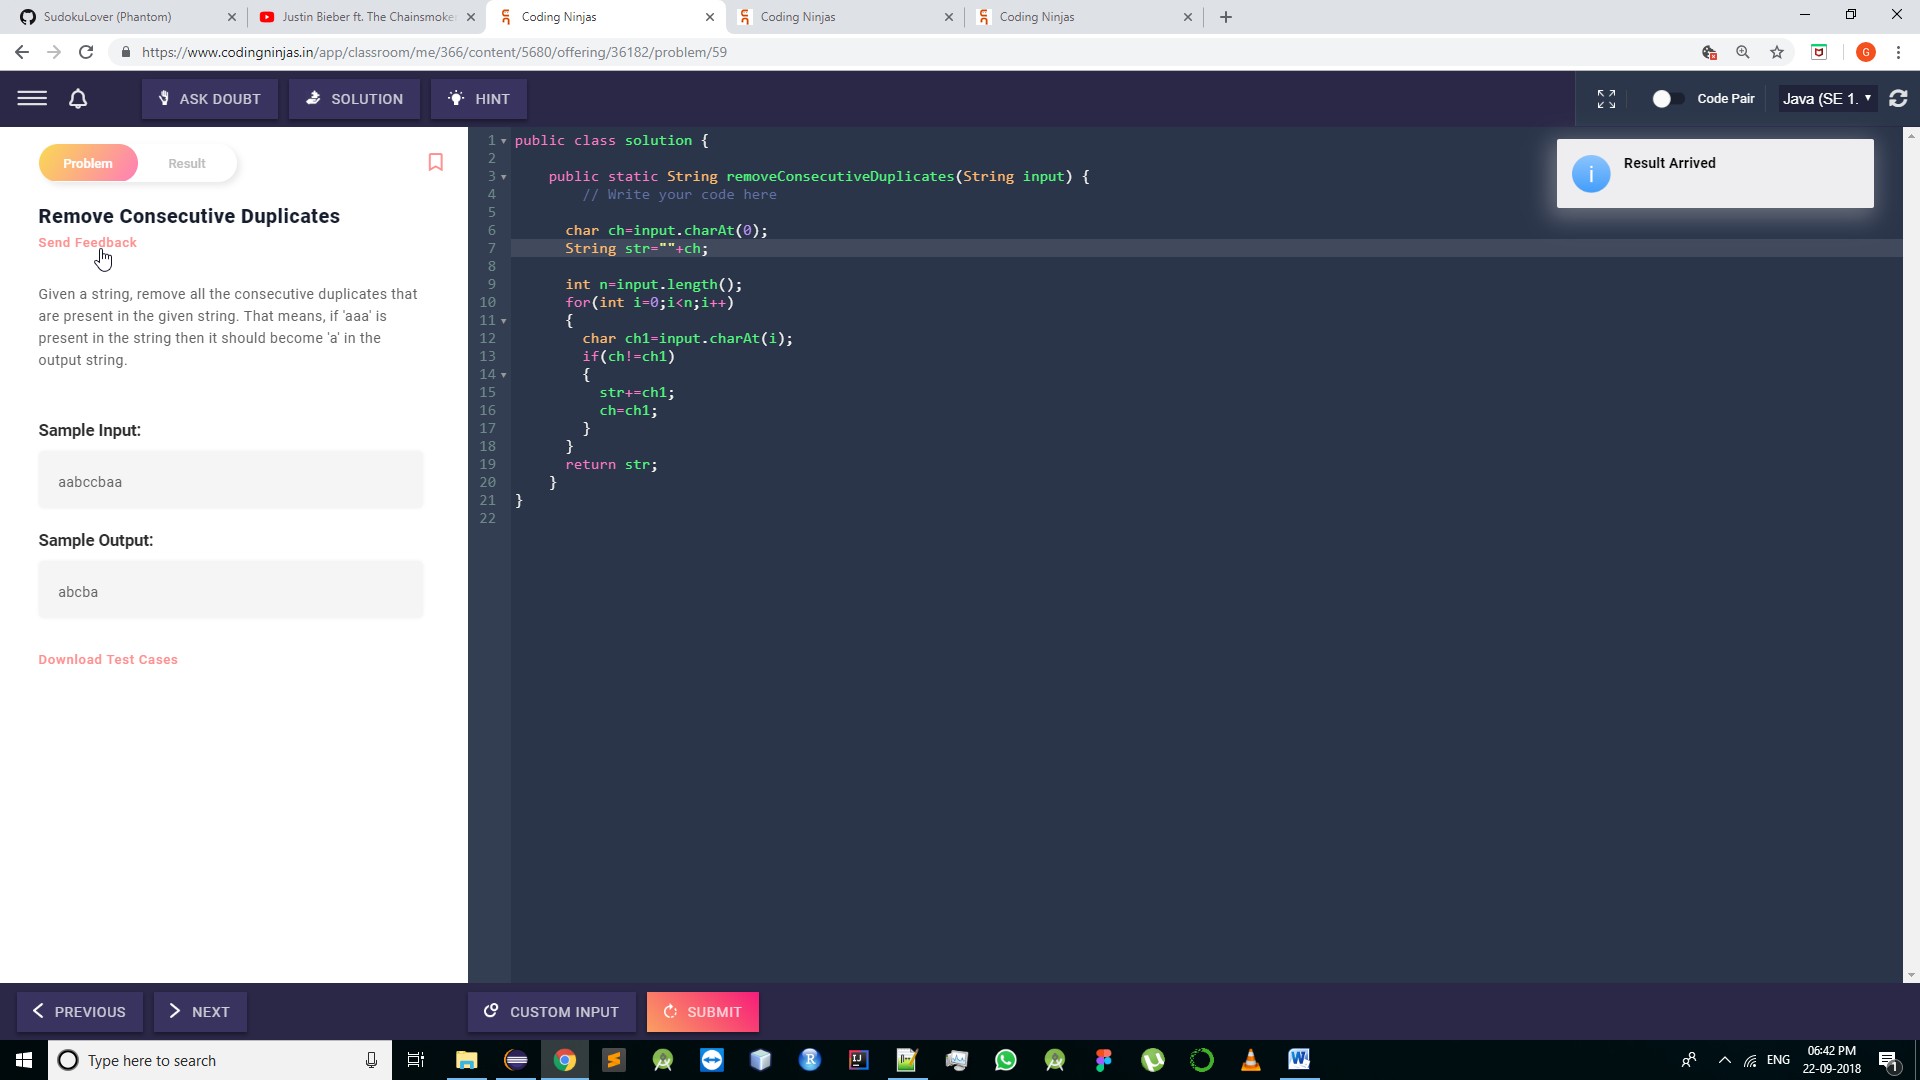 SudokuLover (Phantom)
Justin Bieber ft. The Chainsmoker
Coding Ninjas
Coding Ninjas
Coding Ninjas
https://www.codingninjas.in/app/classroom/me/366/content/5680/offering/36182/problem/59
G
ASK DOUBT
SOLUTION
HINT
Code Pair
Java (SE 1.
Problem
Result
Remove Consecutive Duplicates
Send Feedback
Given a string, remove all the consecutive duplicates that
are present in the given string. That means, if 'aaa' is
present in the string then it should become 'a' in the
output string.
Sample Input:
aabccbaa
Sample Output:
abcba
Download Test Cases
1 public class solution {
2
3 public static String removeConsecutiveDuplicates(String input) {
4 // Write your code here
5
6 char ch=input.charAt(0);
7 String str=""+ch;
8
9 int n=input.length();
10 for(int i=0;i<n;i++)
11 {
12 char ch1=input.charAt(i);
13 if(ch!=ch1)
14 {
15 str+=ch1;
16 ch=ch1;
17 }
18 }
19 return str;
20 }
21 }
22
Result Arrived
PREVIOUS
NEXT
CUSTOM INPUT
SUBMIT
Type here to search
ENG
06:42 PM
22-09-2018
1